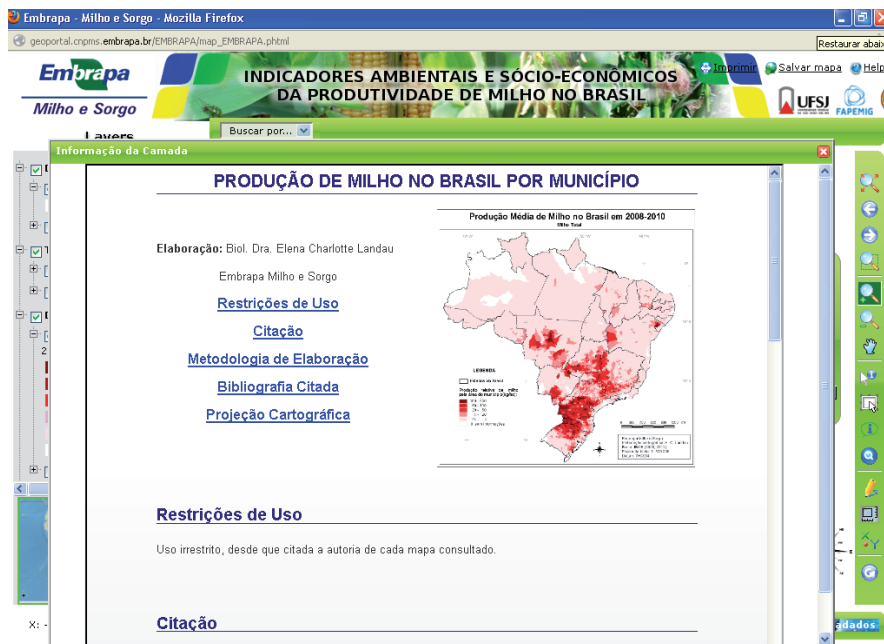 Embrapa - Milho e Sorgo - Mozilla Firefox
geoportal.cnpms.embrapa.br/EMBRAPA/map_EMBRAPA.phtml
Restaurar abaix
Embrapa
Milho e Sorgo
INDICADORES AMBIENTAIS E SÓCIO-ECONÔMICOS
DA PRODUTIVIDADE DE MILHO NO BRASIL
Imprimir Salvar mapa Help
UFSJ
FAPEMIG
Layers
Buscar por...
Informação da Camada
PRODUÇÃO DE MILHO NO BRASIL POR MUNICÍPIO
Elaboração: Biol. Dra. Elena Charlotte Landau
Embrapa Milho e Sorgo
Restrições de Uso
Citação
Metodologia de Elaboração
Bibliografia Citada
Projeção Cartográfica
Produção Média de Milho no Brasil em 2008-2010
Milho Total
LEGENDA
Restrições de Uso
Uso irrestrito, desde que citada a autoria de cada mapa consultado.
Citação
X: -
adados